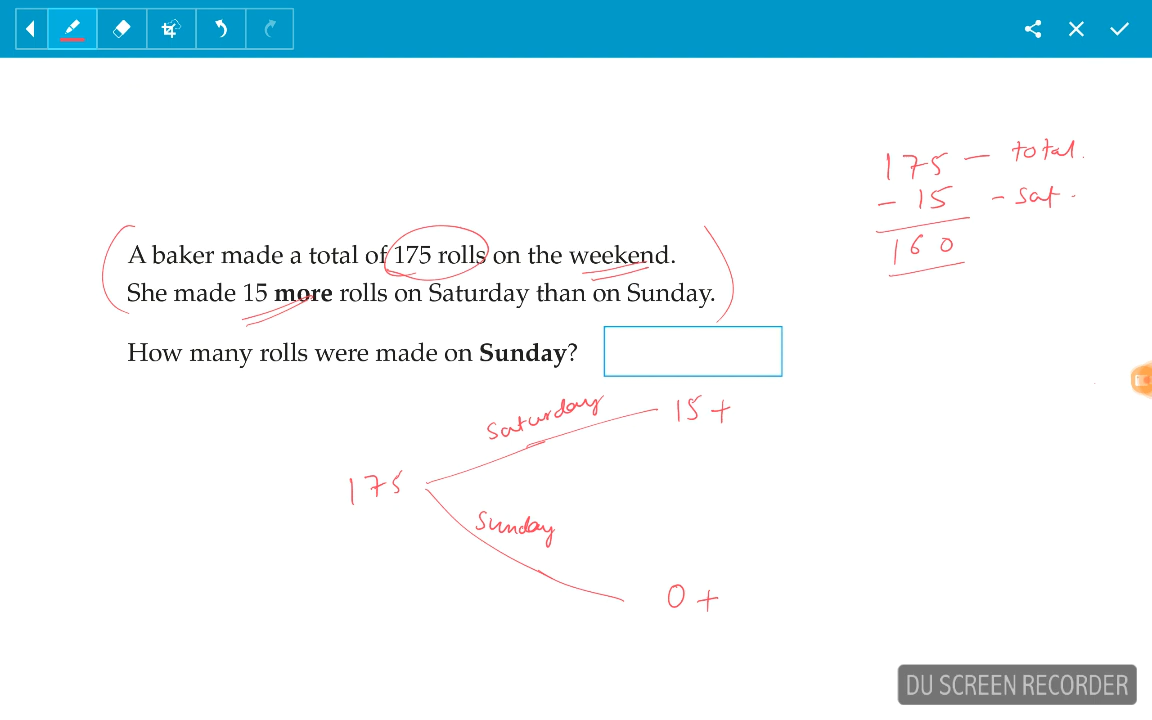 175 — total.
- 15 - sat.
160
A baker made a total of 175 rolls on the weekend.
She made 15 more rolls on Saturday than on Sunday.
How many rolls were made on Sunday?
Saturday 15 +
175
Sunday
0 +
DU SCREEN RECORDER